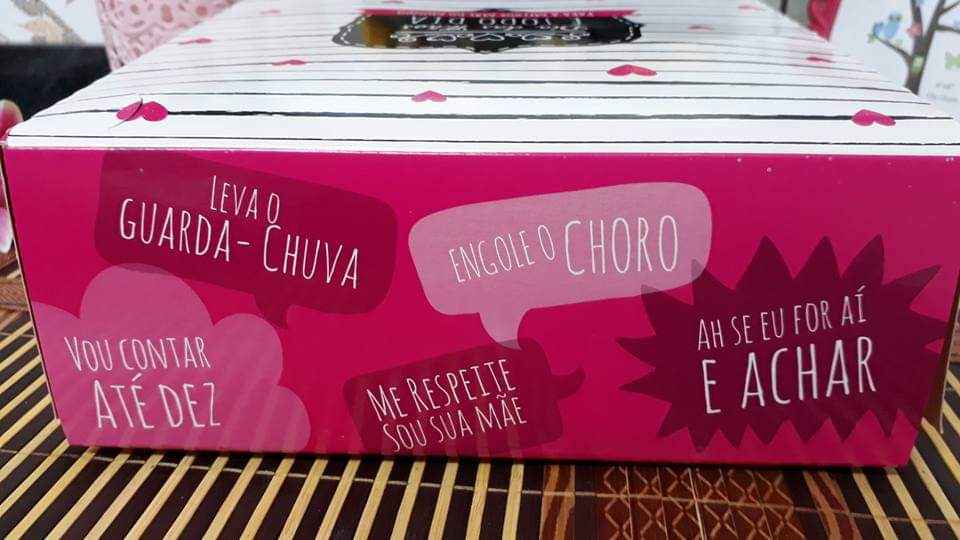 LEVA O
GUARDA-CHUVA
ENGOLE O CHORO
VOU CONTAR
ATÉ DEZ
ME RESPEITE
SOU SUA MÃE
AH SE EU FOR AÍ
E ACHAR